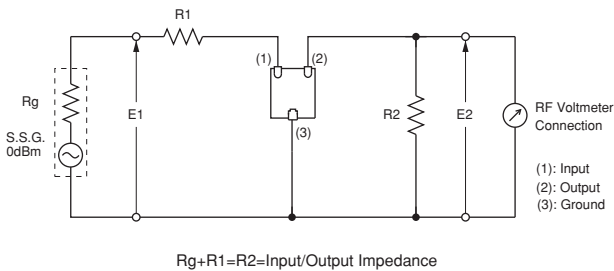 R1
(1)
(2)
Rg
E1
R2
E2
RF Voltmeter
Connection
S.S.G.
0dBm
(3)
(1): Input
(2): Output
(3): Ground
Rg+R1=R2=Input/Output Impedance